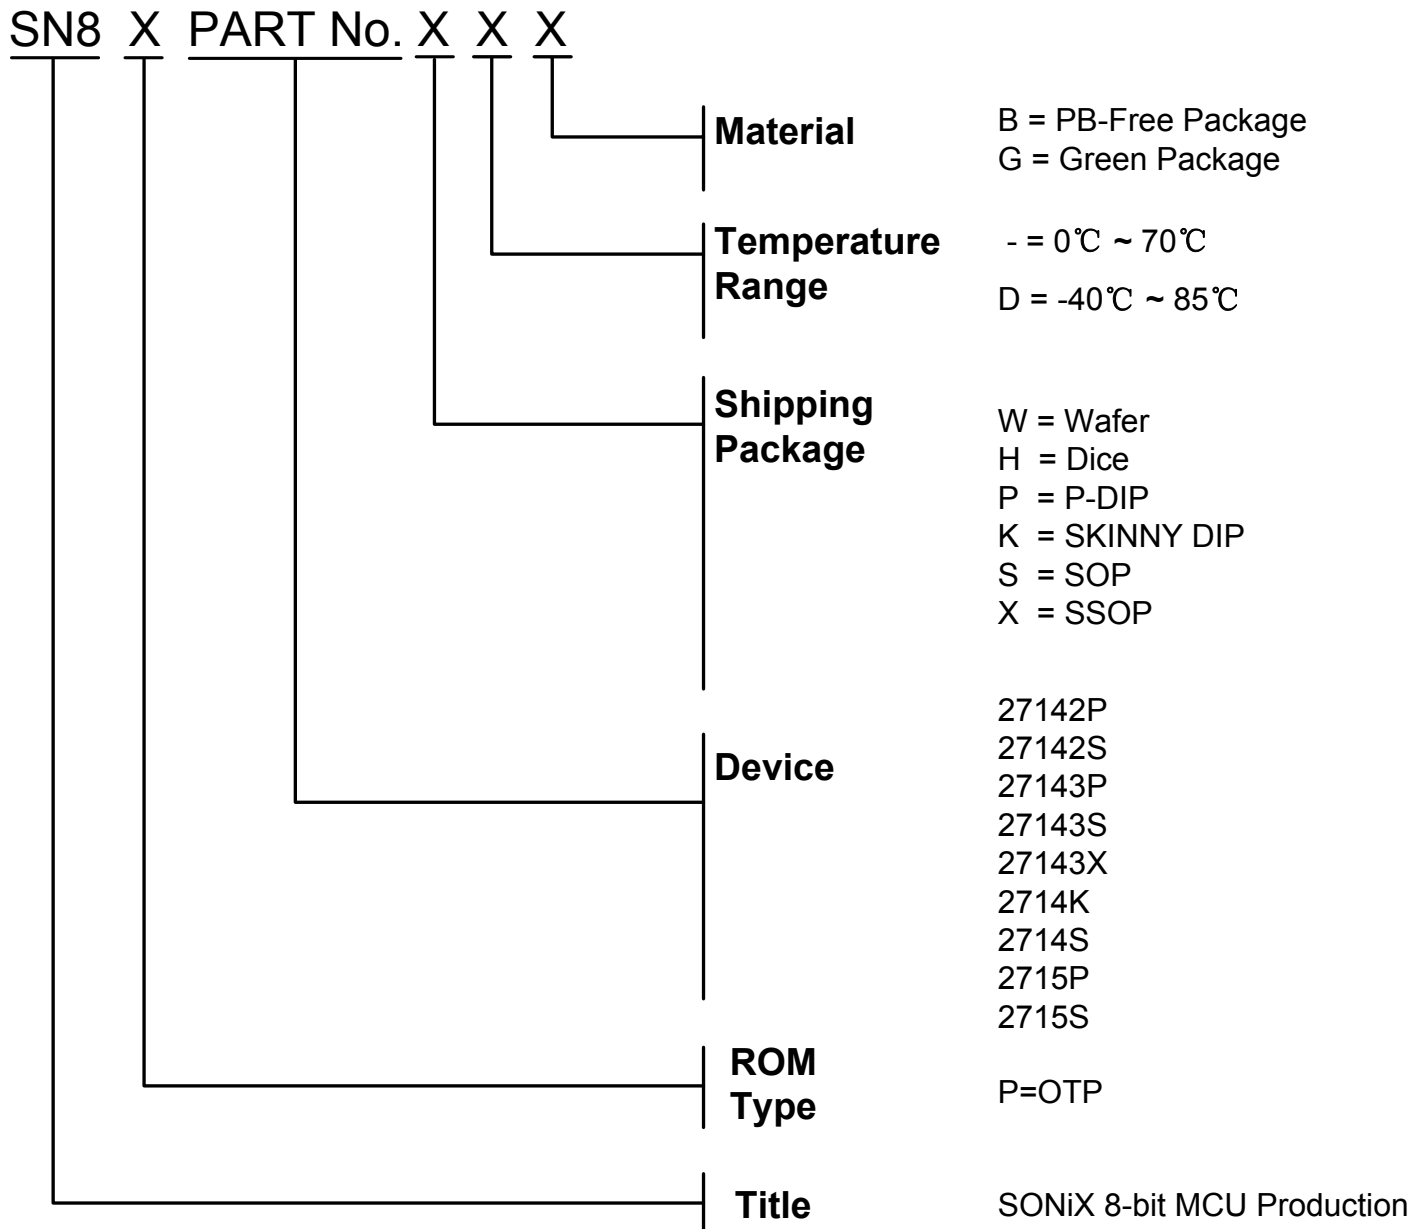 SN8 X PART No. X X X
Material
B = PB-Free Package
G = Green Package
Temperature
Range
- = 0℃ ~ 70℃
D = -40℃ ~ 85℃
Shipping
Package
W = Wafer
H = Dice
P = P-DIP
K = SKINNY DIP
S = SOP
X = SSOP
Device
27142P
27142S
27143P
27143S
27143X
2714K
2714S
2715P
2715S
ROM
Type
P=OTP
Title
SONiX 8-bit MCU Production